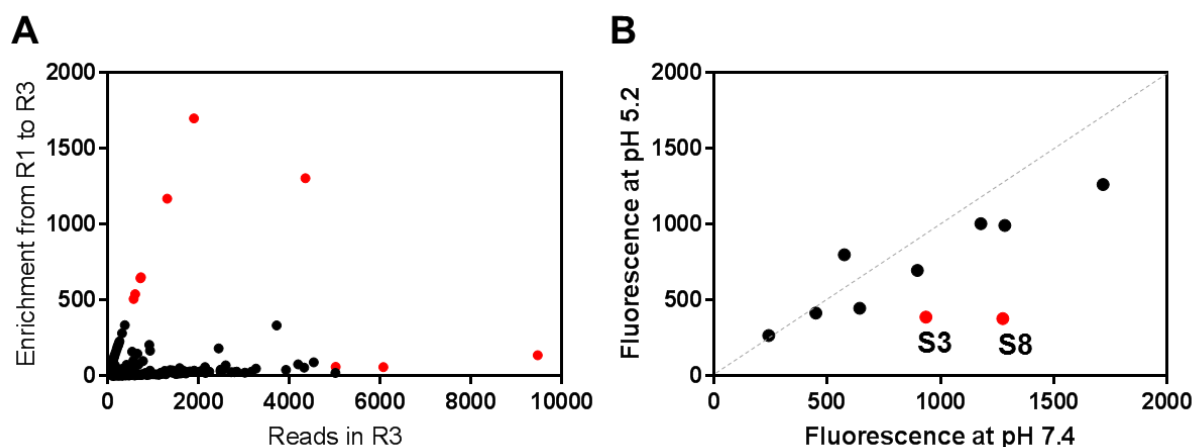 A
Enrichment from R1 to R3
2000
1500
1000
500
0
0
2000
4000
6000
8000
10000
Reads in R3
B
Fluorescence at pH 5.2
2000
1500
1000
500
0
S3
S8
0
500
1000
1500
2000
Fluorescence at pH 7.4